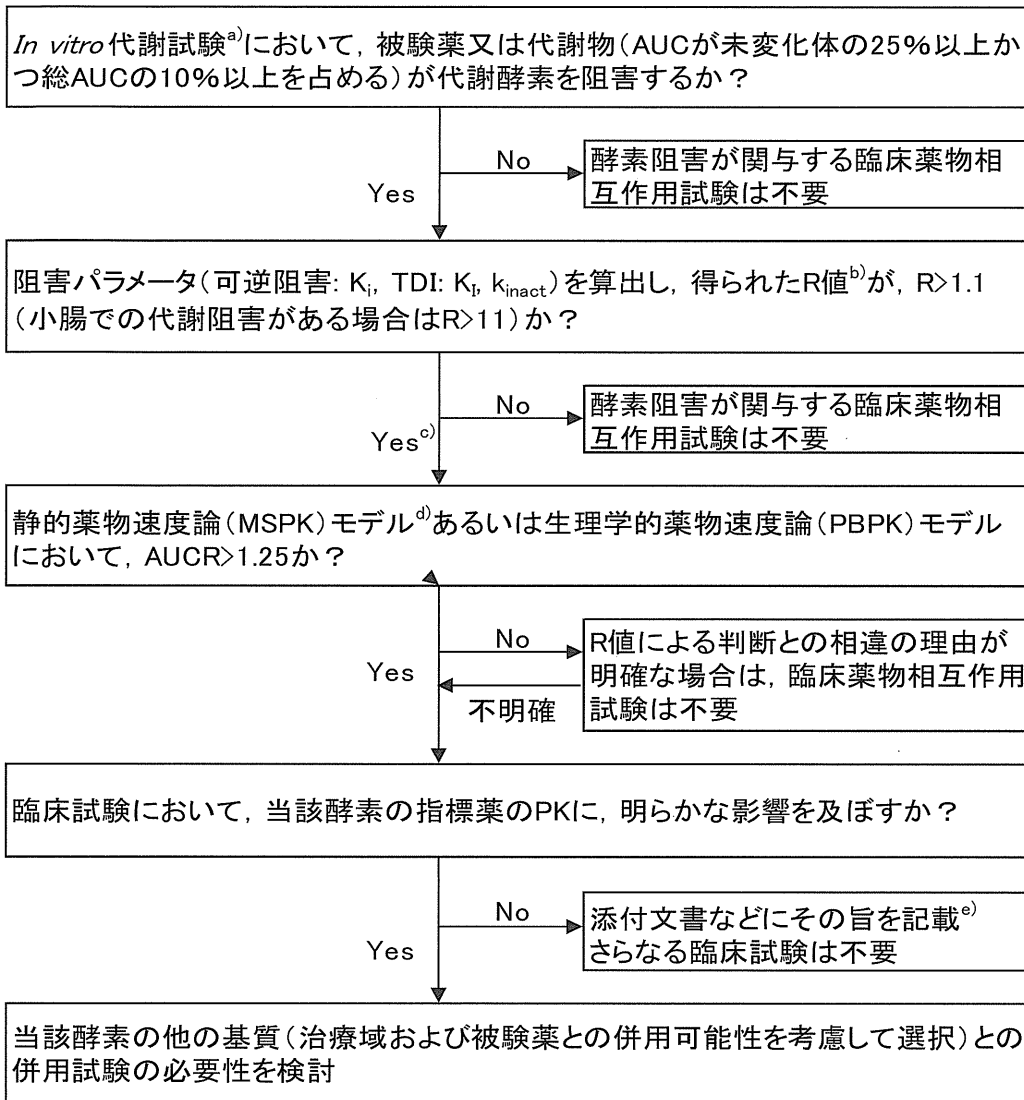 In vitro代謝試験a)において，被験薬又は代謝物（AUCが未変化体の25%以上か
つ総AUCの10%以上を占める）が代謝酵素を阻害するか？
No
Yes
酵素阻害が関与する臨床薬物相
互作用試験は不要
阻害パラメータ（可逆阻害: Ki, TDI: KI, kinact）を算出し，得られたR値b)が，R>1.1
（小腸での代謝阻害がある場合はR>11）か？
No
Yesc)
酵素阻害が関与する臨床薬物相
互作用試験は不要
静的薬物速度論（MSPK）モデルd)あるいは生理学的薬物速度論（PBPK）モデル
において，AUCR>1.25か？
No
Yes
不明確
R値による判断との相違の理由が
明確な場合は，臨床薬物相互作用
試験は不要
臨床試験において，当該酵素の指標薬のPKに，明らかな影響を及ぼすか？
No
Yes
添付文書などにその旨を記載e)
さらなる臨床試験は不要
当該酵素の他の基質（治療域および被験薬との併用可能性を考慮して選択）との
併用試験の必要性を検討